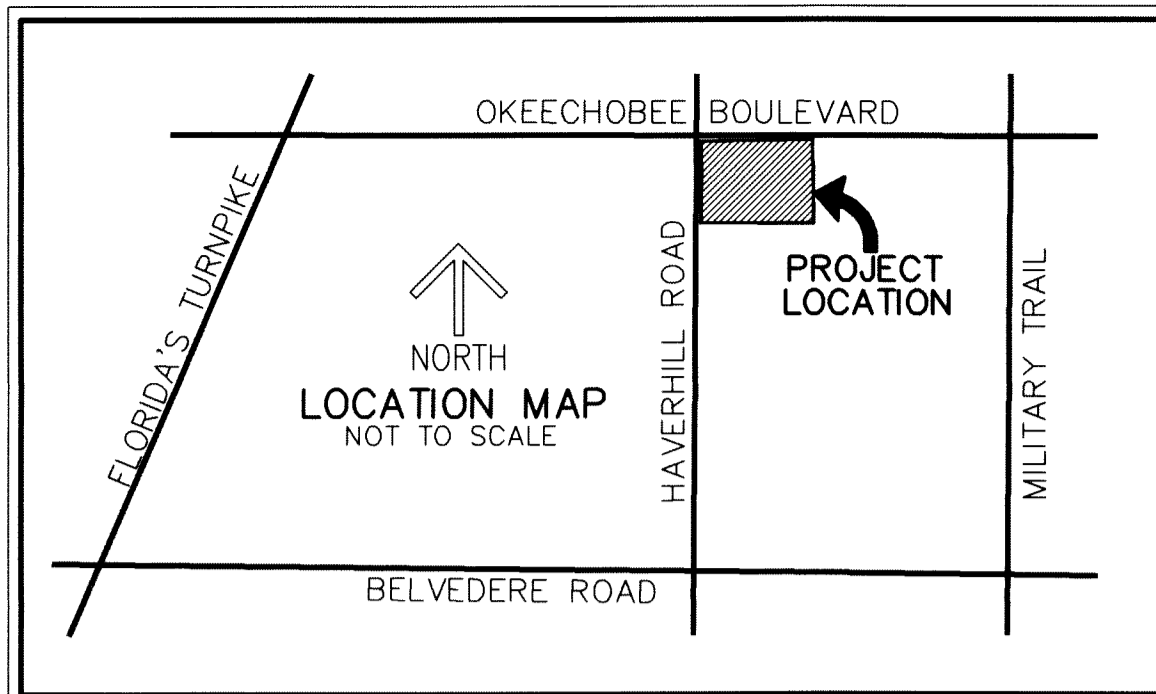 OKEECHOBEE BOULEVARD
FLORIDA'S TURNPIKE
HAVERHILL ROAD
PROJECT
LOCATION
MILITARY TRAIL
NORTH
LOCATION MAP
NOT TO SCALE
BELVEDERE ROAD